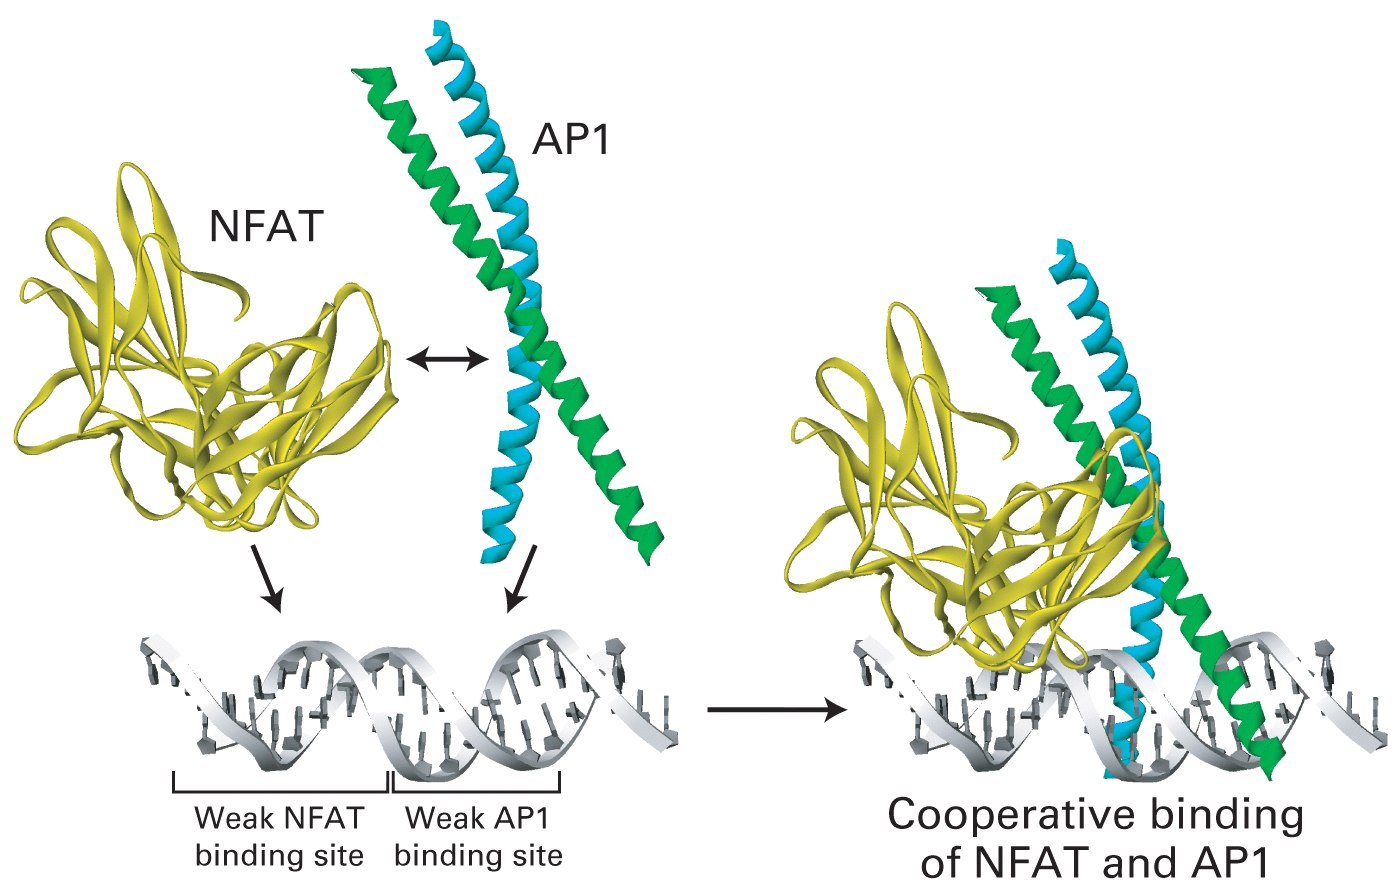 AP1
NFAT
Weak NFAT
binding site
Weak AP1
binding site
Cooperative binding
of NFAT and AP1